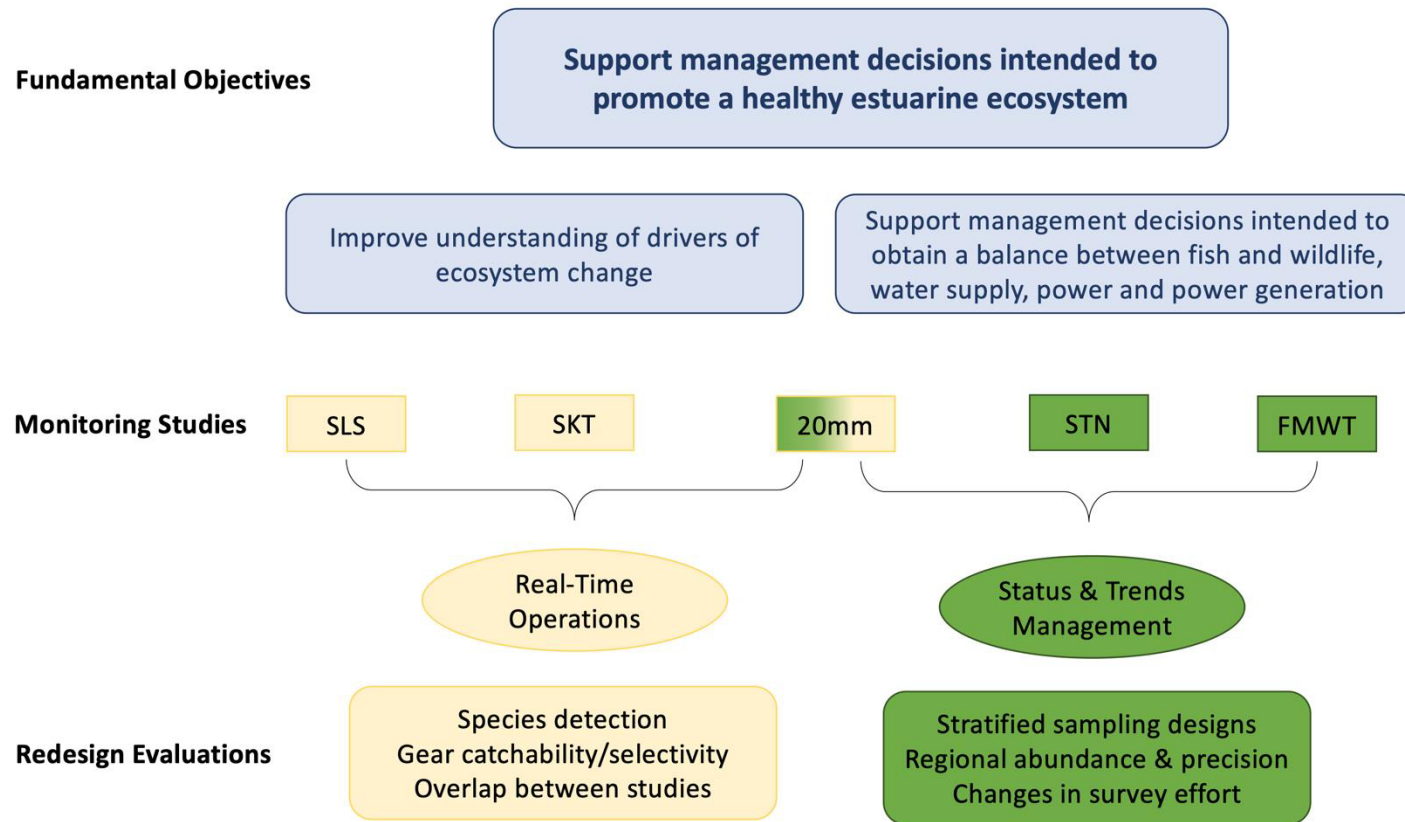 Fundamental Objectives
Support management decisions intended to
promote a healthy estuarine ecosystem
Improve understanding of drivers of
ecosystem change
Support management decisions intended to
obtain a balance between fish and wildlife,
water supply, power and power generation
Monitoring Studies
SLS
SKT
20mm
STN
FMWT
Real-Time
Operations
Status & Trends
Management
Redesign Evaluations
Species detection
Gear catchability/selectivity
Overlap between studies
Stratified sampling designs
Regional abundance & precision
Changes in survey effort